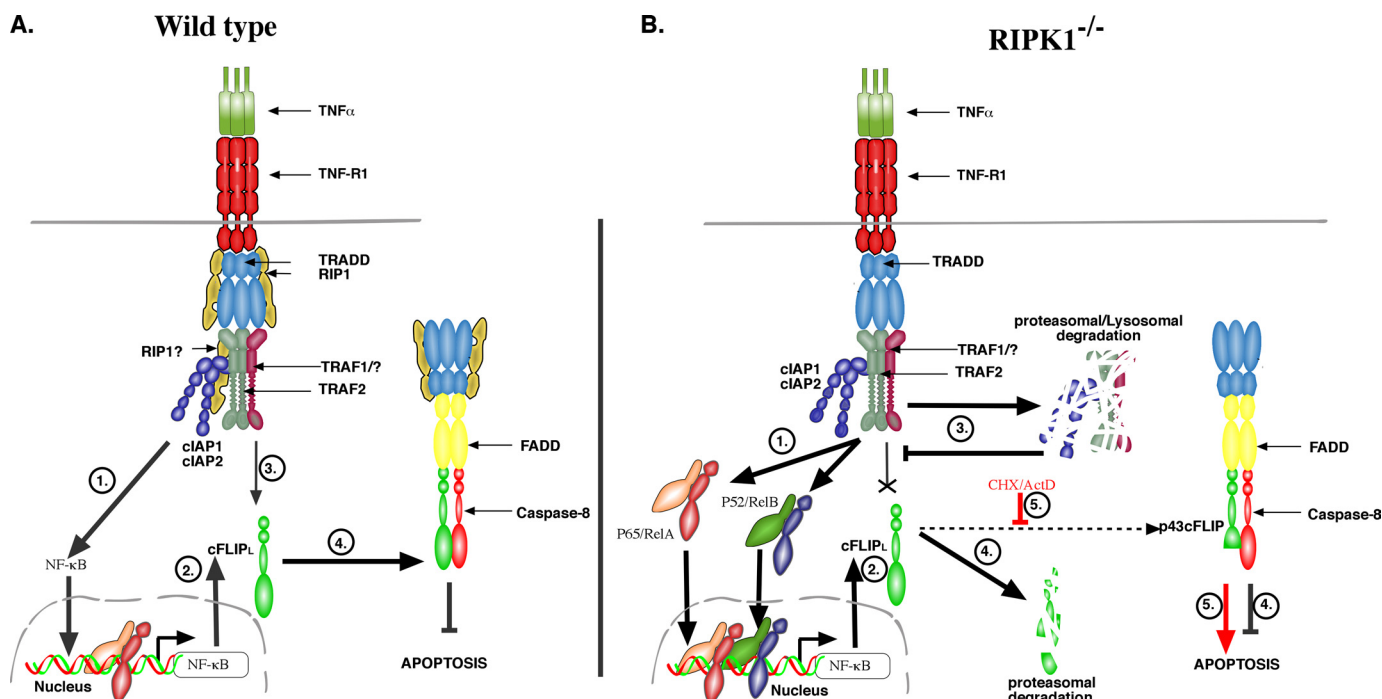 A.
Wild type
TNFα
TNF-R1
TRADD
RIP1
RIP1?
TRAF1/?
TRAF2
cIAP1
cIAP2
1.
3.
FADD
Caspase-8
NF-κB
2.
cFLIPL
4.
NF-κB
Nucleus
APOPTOSIS
B.
RIPK1-/-
TNFα
TNF-R1
TRADD
proteasomal/Lysosomal
degradation
TRAF1/?
TRAF2
cIAP1
cIAP2
3.
1.
FADD
P52/RelB
CHX/ActD
5.
P65/RelA
p43cFLIP
Caspase-8
cFLIPL
2.
4.
5.
4.
NF-κB
Nucleus
APOPTOSIS
proteasomal
degradation